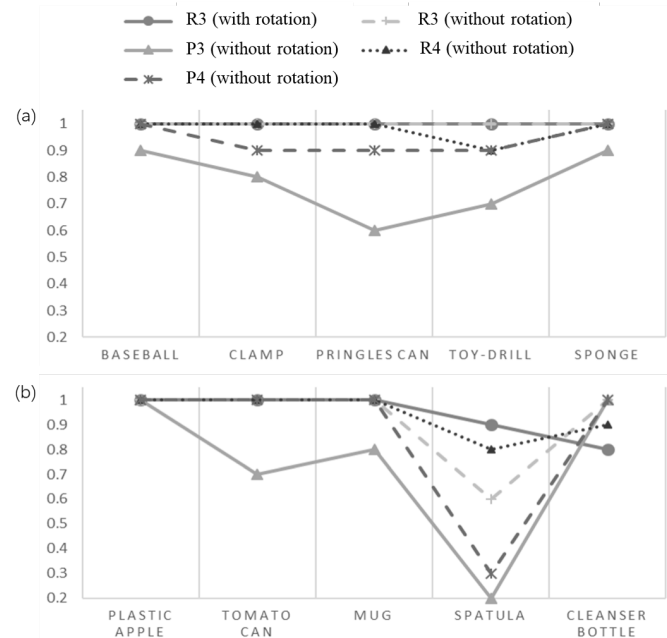 R3 (with rotation) R3 (without rotation)
P3 (without rotation) R4 (without rotation)
P4 (without rotation)
(a)
1
0.9
0.8
0.7
0.6
0.5
0.4
0.3
0.2
BASEBALL CLAMP PRINGLES CAN TOY-DRILL SPONGE
(b)
1
0.9
0.8
0.7
0.6
0.5
0.4
0.3
0.2
PLASTIC TOMATO MUG SPATULA CLEANSER
APPLE CAN BOTTLE